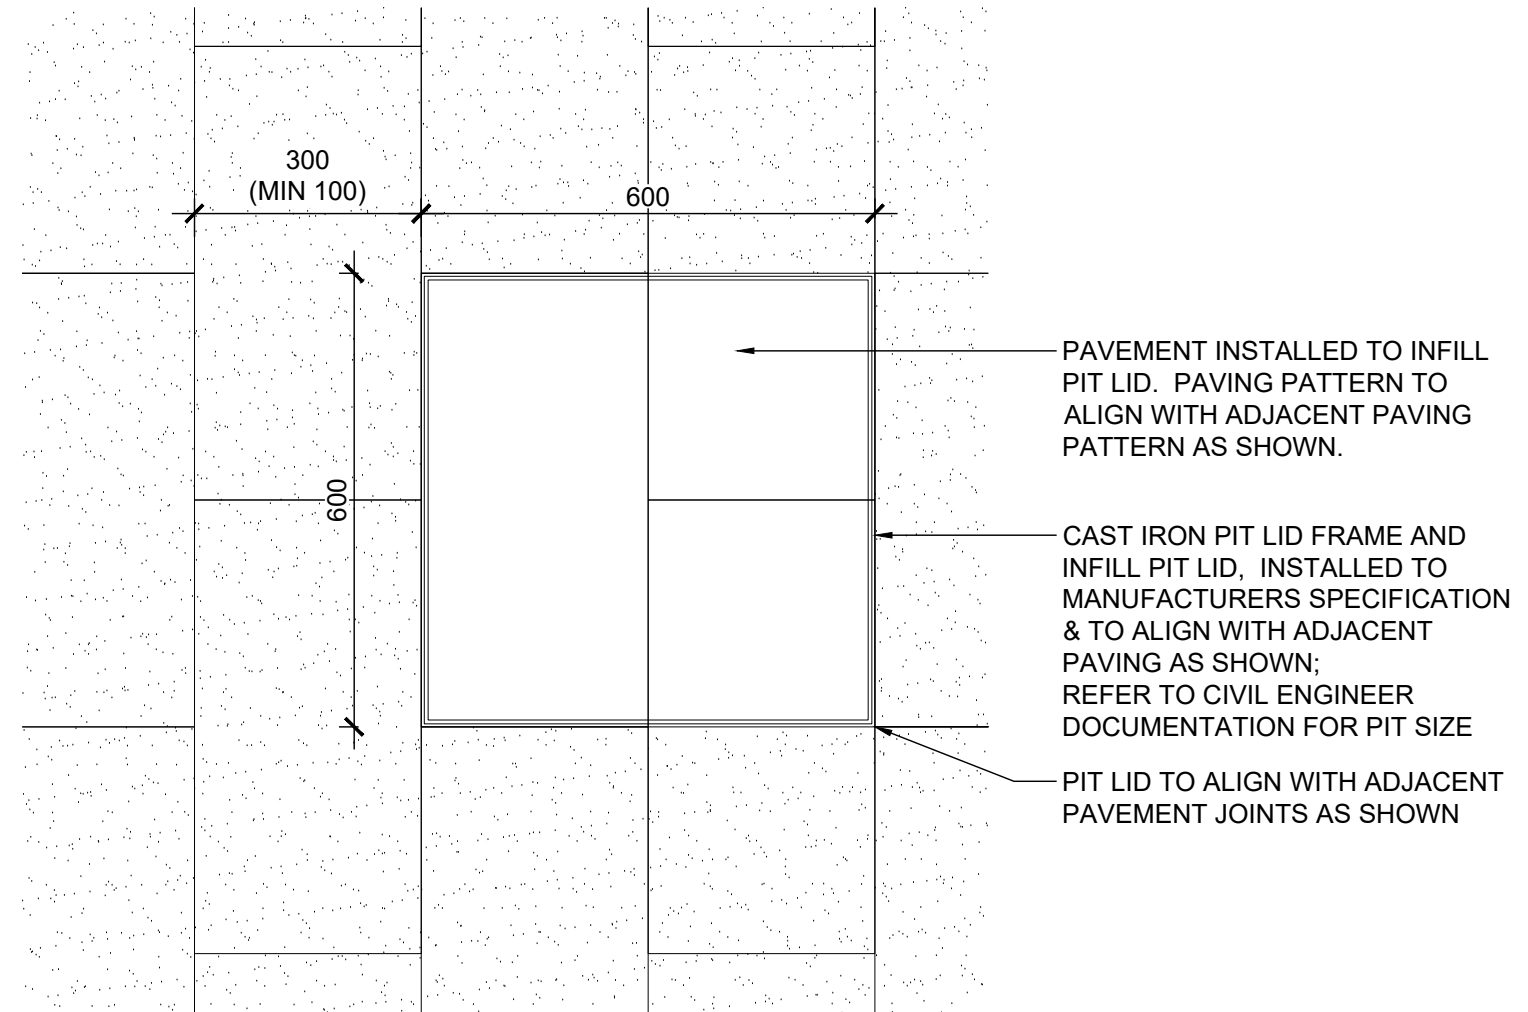 300
(MIN 100)
600
600
PAVEMENT INSTALLED TO INFILL
PIT LID.  PAVING PATTERN TO
ALIGN WITH ADJACENT PAVING
PATTERN AS SHOWN.
CAST IRON PIT LID FRAME AND
INFILL PIT LID,  INSTALLED TO
MANUFACTURERS SPECIFICATION
& TO ALIGN WITH ADJACENT
PAVING AS SHOWN;
REFER TO CIVIL ENGINEER
DOCUMENTATION FOR PIT SIZE
PIT LID TO ALIGN WITH ADJACENT
PAVEMENT JOINTS AS SHOWN